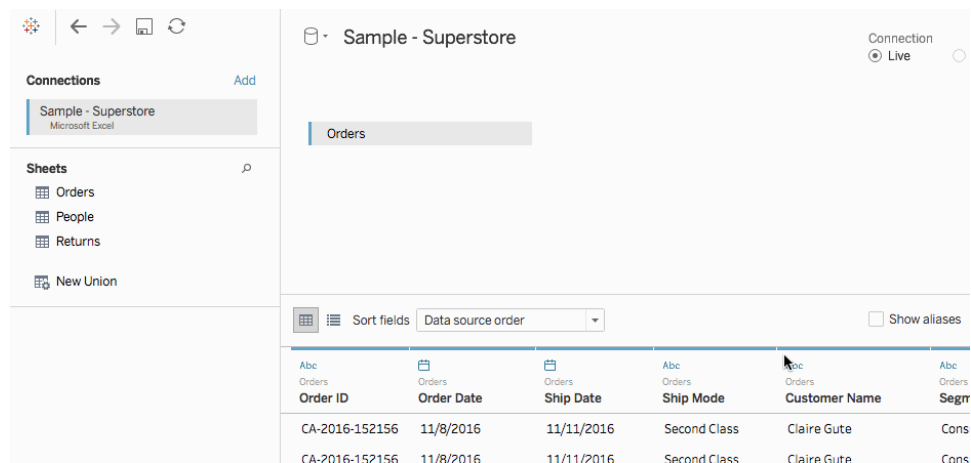 Sample - Superstore
Connection
Live
Connections Add
Sample - Superstore
Microsoft Excel
Orders
Sheets
Orders
People
Returns
New Union
Sort fields Data source order Show aliases
Abc Abc Abc
Orders Orders Orders Orders Orders Orders
Order ID Order Date Ship Date Ship Mode Customer Name Segm
CA-2016-152156 11/8/2016 11/11/2016 Second Class Claire Gute Cons
CA-2016-152156 11/8/2016 11/11/2016 Second Class Claire Gute Cons